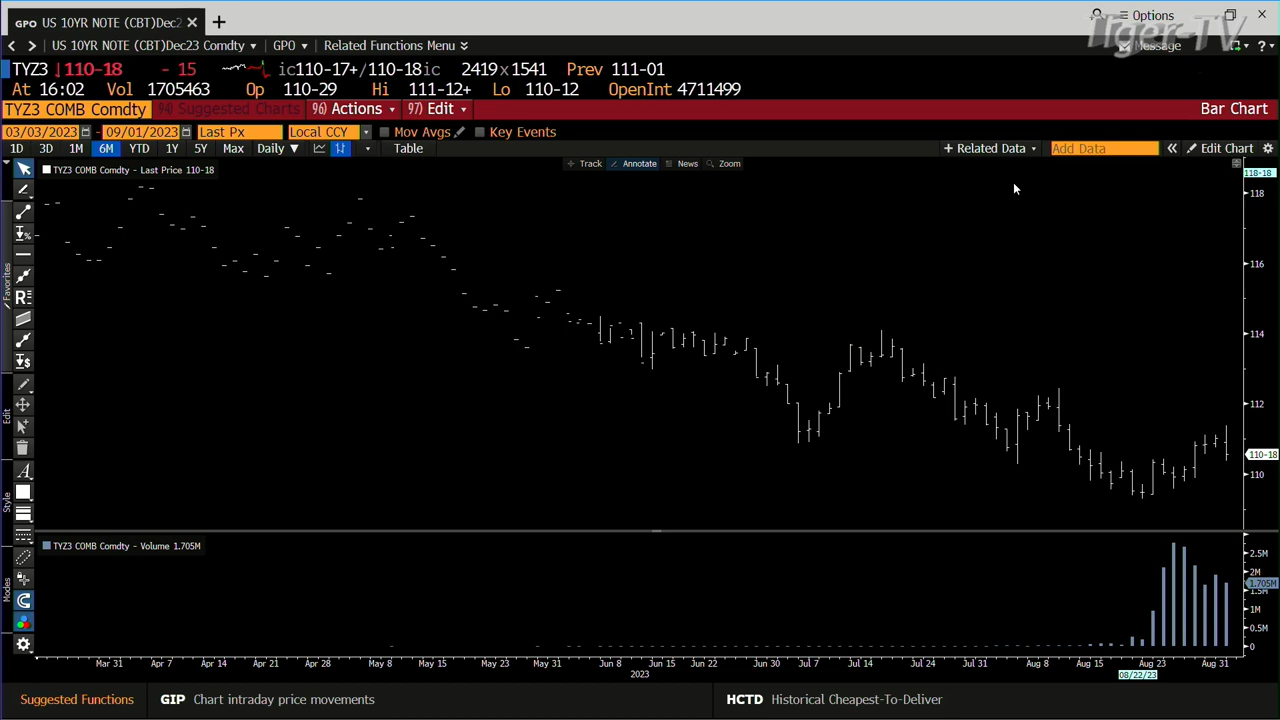 GPO US 10YR NOTE (CBT)Dec2
Options
US 10YR NOTE (CBT)Dec23 Comdty GPO Related Functions Menu
Message
Tiger-TV
TYZ3 ↓110-18 - 15 ic110-17+/110-18ic 2419x1541 Prev 111-01
At 16:02 Vol 1705463 Op 110-29 Hi 111-12+ Lo 110-12 OpenInt 4711499
TYZ3 COMB Comdty 94) Suggested Charts 96) Actions 97) Edit Bar Chart
03/03/2023 - 09/01/2023 Last Px Local CCY Mov Avgs Key Events
1D 3D 1M 6M YTD 1Y 5Y Max Daily ▼ Table + Related Data Add Data « Edit Chart
Track Annotate News Zoom
TYZ3 COMB Comdty - Last Price 110-18
118-18
118
116
114
112
110-18
110
Favorites
Edit
Style
Modes
TYZ3 COMB Comdty - Volume 1.705M
2.5M
2M
1.705M
1.5M
1M
0.5M
0
Mar 31 Apr 7 Apr 14 Apr 21 Apr 28 May 8 May 15 May 23 May 31 Jun 8 Jun 15 Jun 22 Jun 30 Jul 7 Jul 14 Jul 24 Jul 31 Aug 8 Aug 15 Aug 23 Aug 31
2023
08/22/23
Suggested Functions GIP Chart intraday price movements HCTD Historical Cheapest-To-Deliver